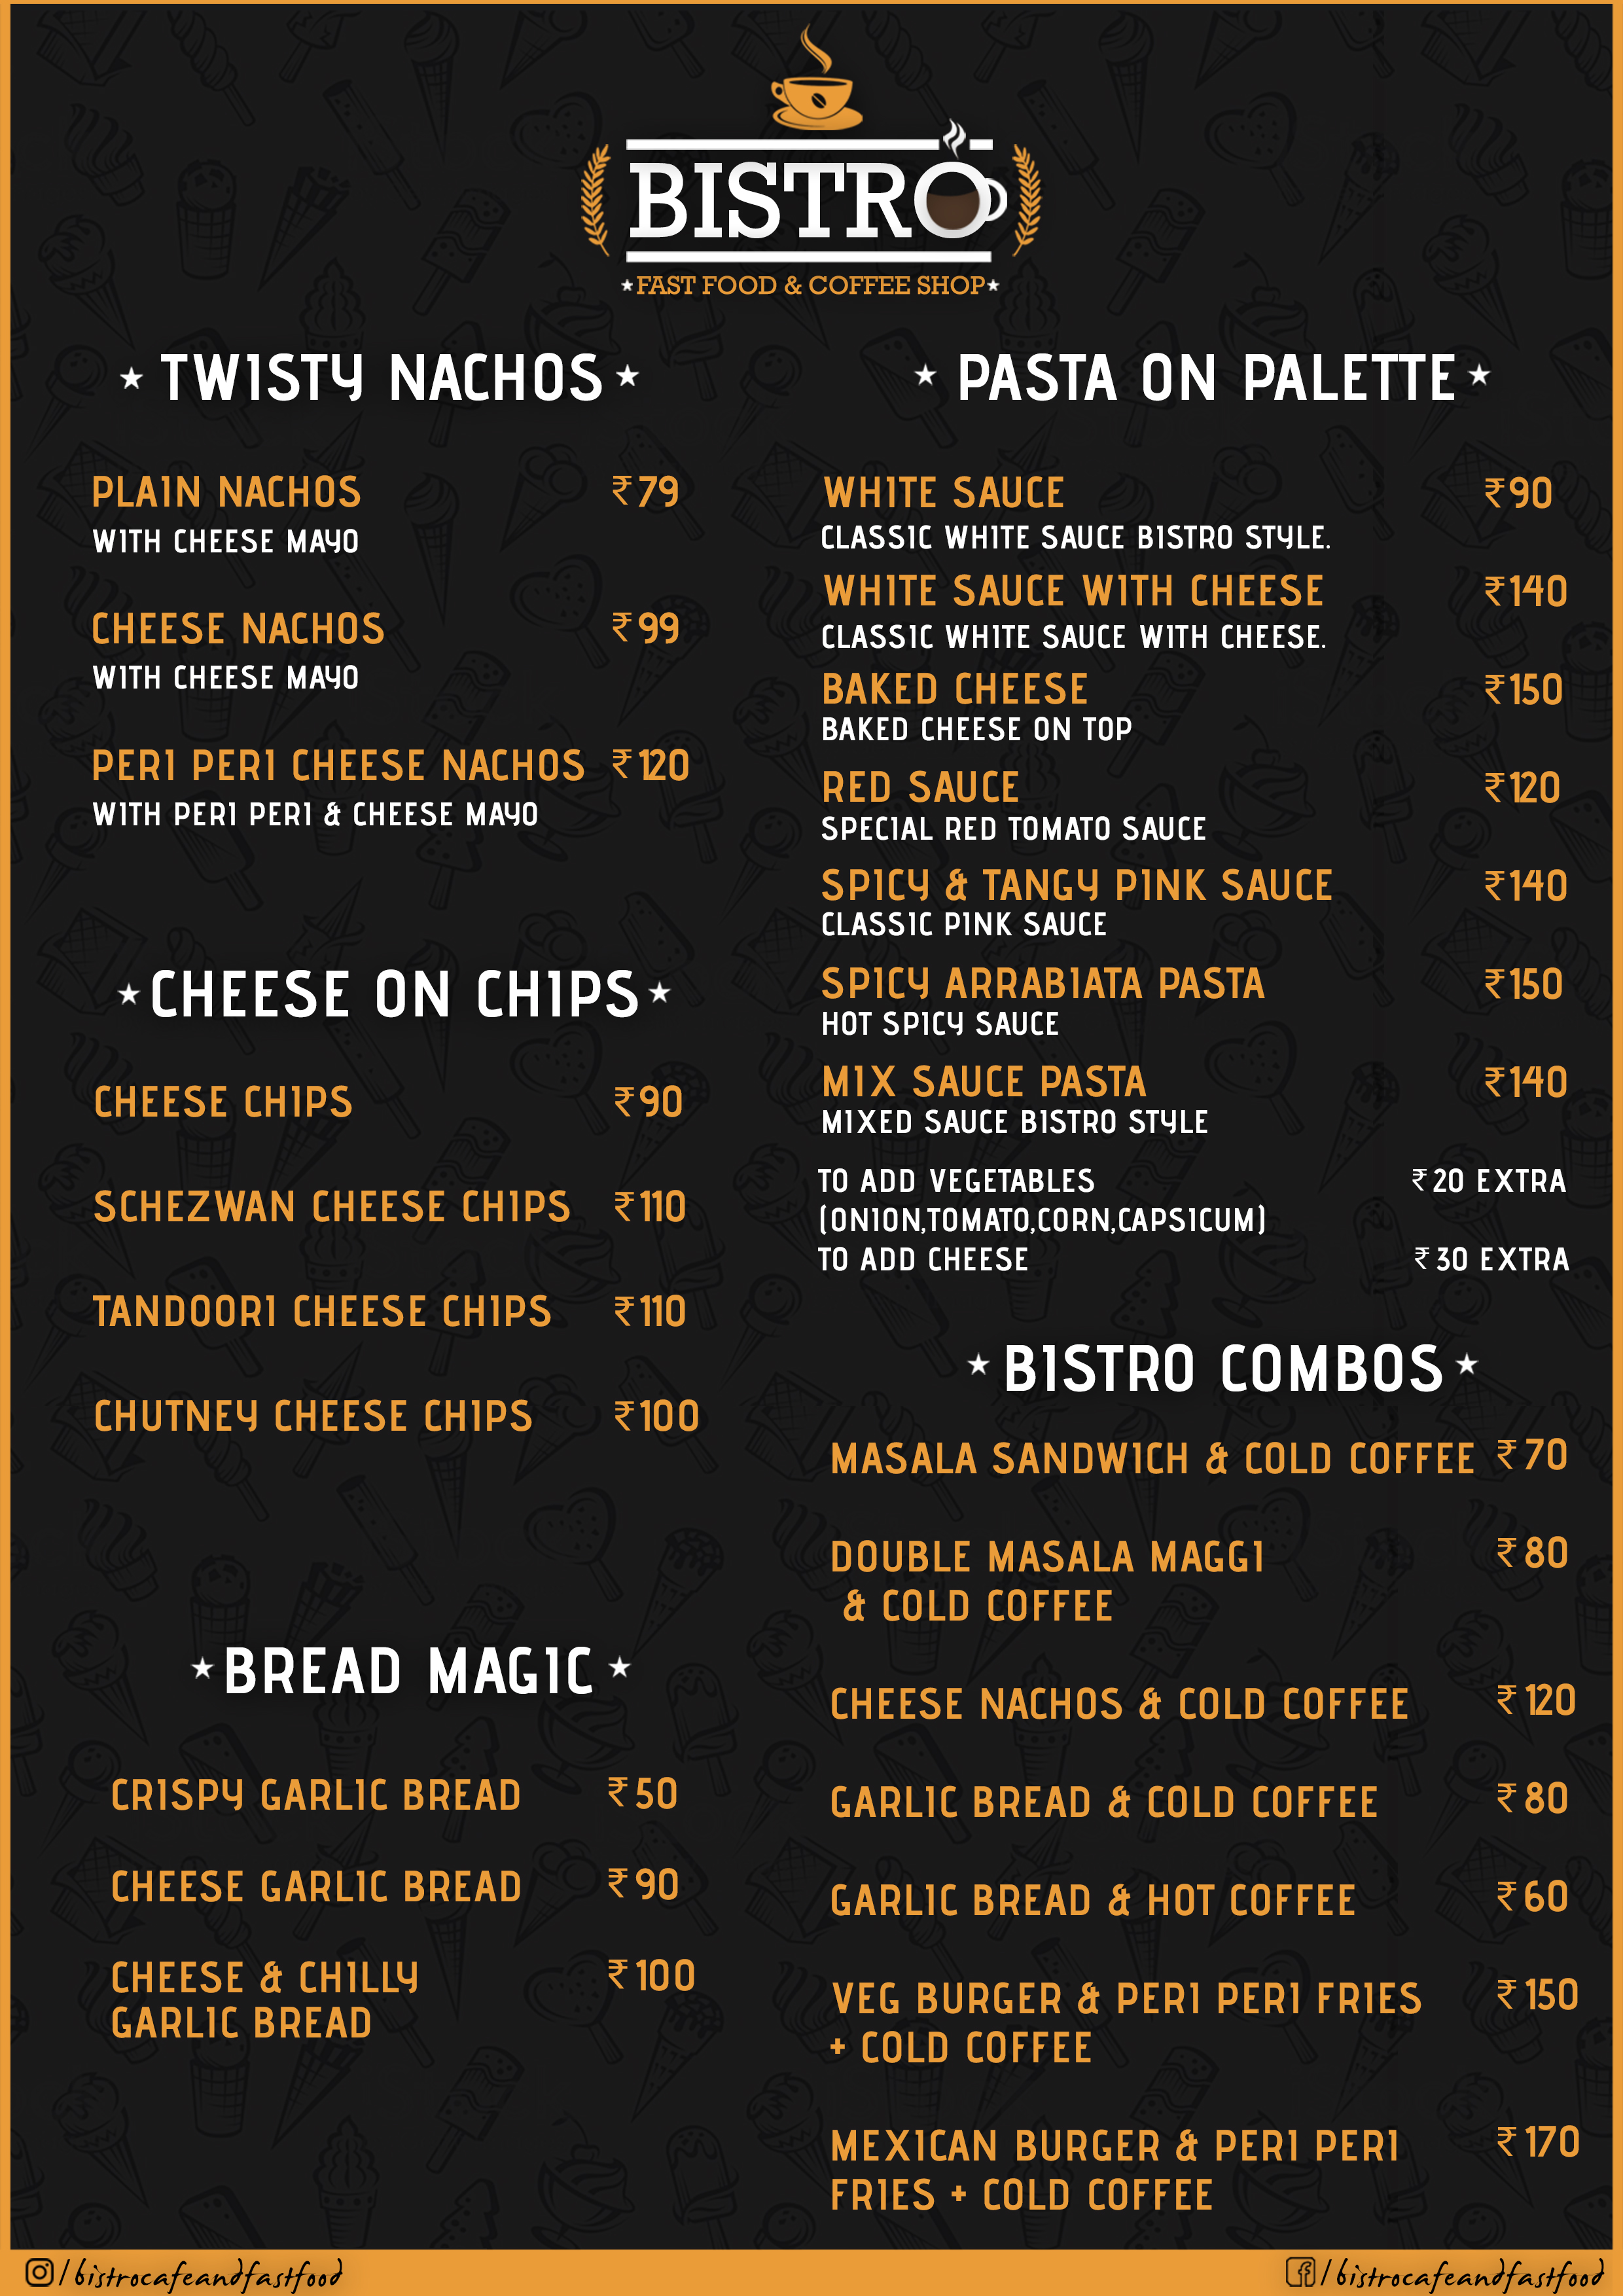 BISTRO
FAST FOOD & COFFEE SHOP
TWISTY NACHOS
PLAIN NACHOS ₹79
WITH CHEESE MAYO
CHEESE NACHOS ₹99
WITH CHEESE MAYO
PERI PERI CHEESE NACHOS ₹120
WITH PERI PERI & CHEESE MAYO
CHEESE ON CHIPS
CHEESE CHIPS ₹90
SCHEZWAN CHEESE CHIPS ₹110
TANDOORI CHEESE CHIPS ₹110
CHUTNEY CHEESE CHIPS ₹100
BREAD MAGIC
CRISPY GARLIC BREAD ₹50
CHEESE GARLIC BREAD ₹90
CHEESE & CHILLY ₹100
GARLIC BREAD
PASTA ON PALETTE
WHITE SAUCE ₹90
CLASSIC WHITE SAUCE BISTRO STYLE.
WHITE SAUCE WITH CHEESE ₹140
CLASSIC WHITE SAUCE WITH CHEESE.
BAKED CHEESE ₹150
BAKED CHEESE ON TOP
RED SAUCE ₹120
SPECIAL RED TOMATO SAUCE
SPICY & TANGY PINK SAUCE ₹140
CLASSIC PINK SAUCE
SPICY ARRABIATA PASTA ₹150
HOT SPICY SAUCE
MIX SAUCE PASTA ₹140
MIXED SAUCE BISTRO STYLE
TO ADD VEGETABLES ₹20 EXTRA
(ONION,TOMATO,CORN,CAPSICUM)
TO ADD CHEESE ₹30 EXTRA
BISTRO COMBOS
MASALA SANDWICH & COLD COFFEE ₹70
DOUBLE MASALA MAGGI ₹80
& COLD COFFEE
CHEESE NACHOS & COLD COFFEE ₹120
GARLIC BREAD & COLD COFFEE ₹80
GARLIC BREAD & HOT COFFEE ₹60
VEG BURGER & PERI PERI FRIES ₹150
+ COLD COFFEE
MEXICAN BURGER & PERI PERI ₹170
FRIES + COLD COFFEE
/bistrocafeandfastfood
/bistrocafeandfastfood